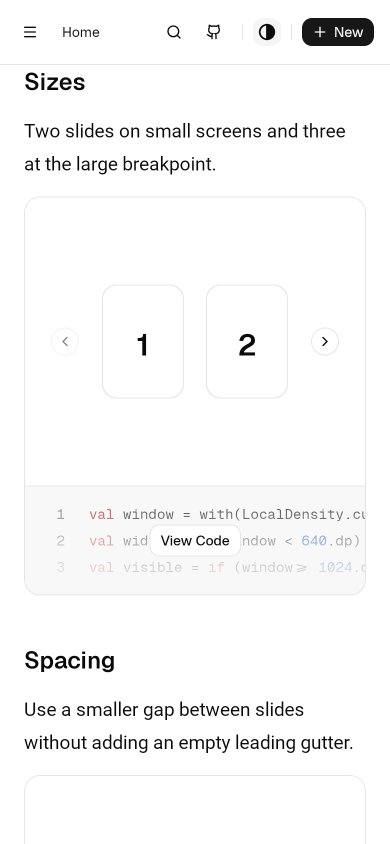 Home
New
Sizes
Two slides on small screens and three
at the large breakpoint.
1
2
1 val window = with(LocalDensity.cu
2 val wid
ndow < 640.dp)
View Code
3 val visible = if (window >= 1024.d
Spacing
Use a smaller gap between slides
without adding an empty leading gutter.